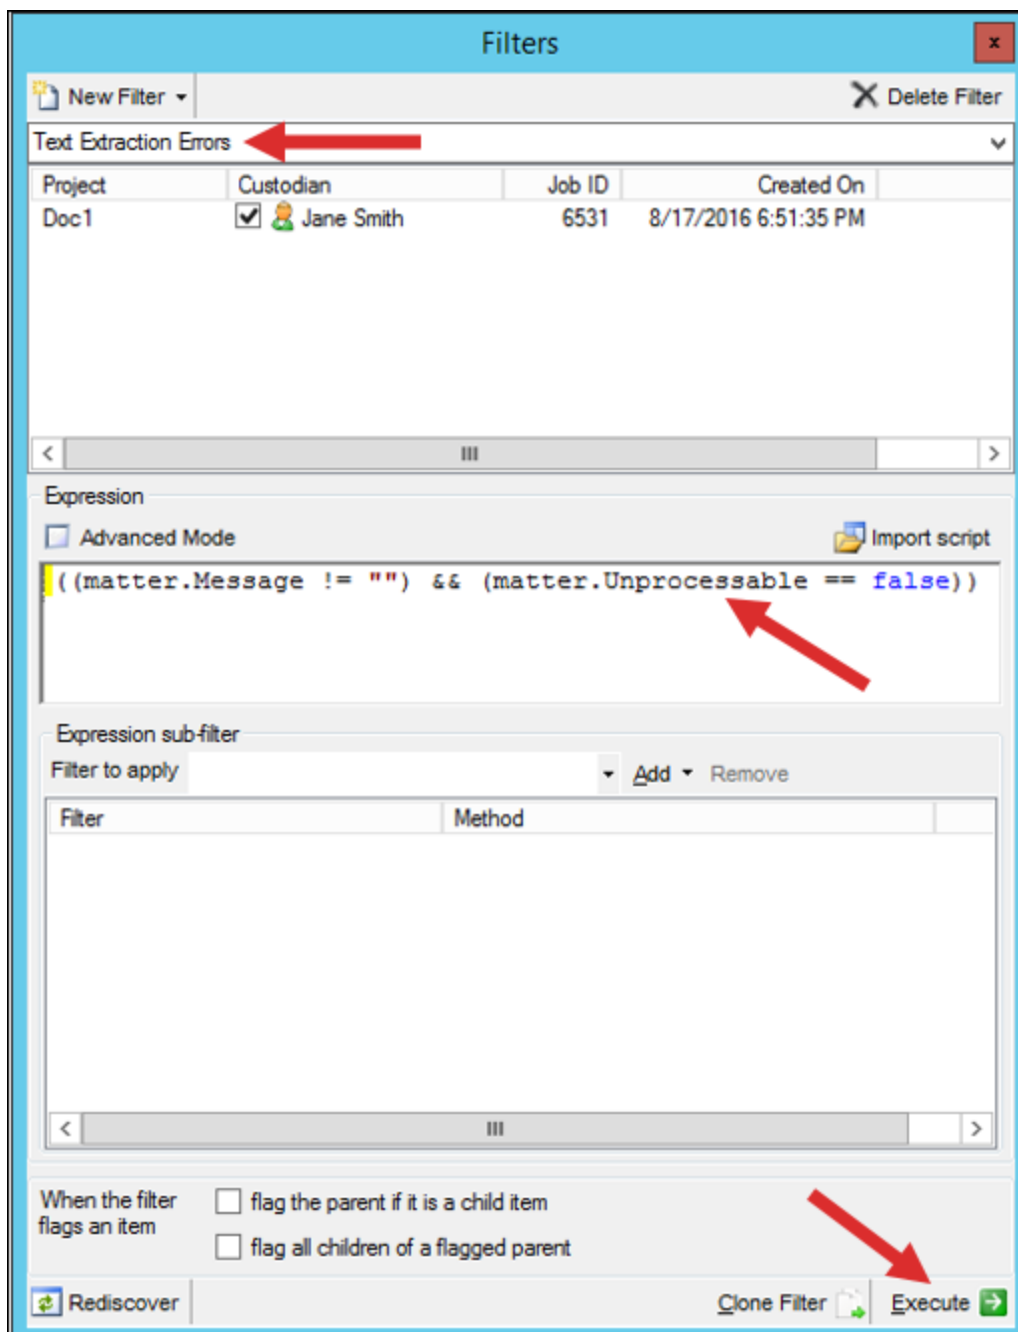 Filters
x
New Filter Delete Filter
Text Extraction Errors
Project Custodian Job ID Created On
Doc1 Jane Smith 6531 8/17/2016 6:51:35 PM
Expression
Advanced Mode Import script
((matter.Message != "") && (matter.Unprocessable == false))
Expression sub-filter
Filter to apply Add Remove
Filter Method
When the filter flag the parent if it is a child item
flags an item
flag all children of a flagged parent
Rediscover Clone Filter Execute